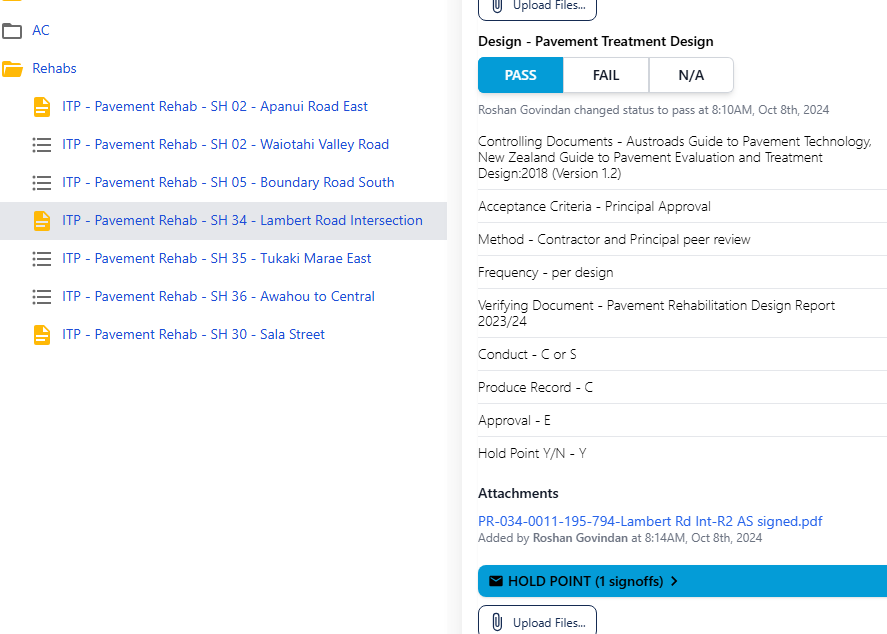 AC
Rehabs
ITP - Pavement Rehab - SH 02 - Apanui Road East
ITP - Pavement Rehab - SH 02 - Waiotahi Valley Road
ITP - Pavement Rehab - SH 05 - Boundary Road South
ITP - Pavement Rehab - SH 34 - Lambert Road Intersection
ITP - Pavement Rehab - SH 35 - Tukaki Marae East
ITP - Pavement Rehab - SH 36 - Awahou to Central
ITP - Pavement Rehab - SH 30 - Sala Street
Upload Files...
Design - Pavement Treatment Design
PASS FAIL N/A
Roshan Govindan changed status to pass at 8:10AM, Oct 8th, 2024
Controlling Documents - Austroads Guide to Pavement Technology,
New Zealand Guide to Pavement Evaluation and Treatment
Design:2018 (Version 1.2)
Acceptance Criteria - Principal Approval
Method - Contractor and Principal peer review
Frequency - per design
Verifying Document - Pavement Rehabilitation Design Report
2023/24
Conduct - C or S
Produce Record - C
Approval - E
Hold Point Y/N - Y
Attachments
PR-034-0011-195-794-Lambert Rd Int-R2 AS signed.pdf
Added by Roshan Govindan at 8:14AM, Oct 8th, 2024
HOLD POINT (1 signoffs)
Upload Files...